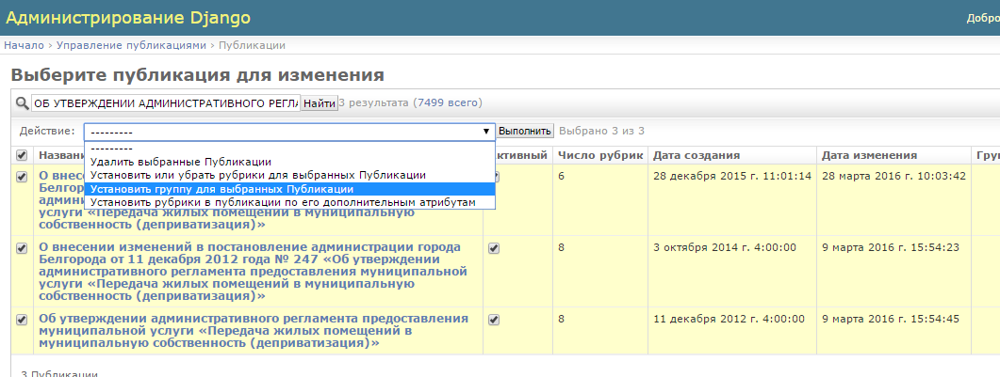 Администрирование Django
Добро
Начало › Управление публикациями › Публикации
Выберите публикация для изменения
ОБ УТВЕРЖДЕНИИ АДМИНИСТРАТИВНОГО РЕГЛА Найти 3 результата (7499 всего)
Действие: --------- Выполнить Выбрано 3 из 3
---------
Удалить выбранные Публикации
Установить или убрать рубрики для выбранных Публикации
Установить группу для выбранных Публикации
Установить рубрики в публикации по его дополнительным атрибутам
Названи ктивный Число рубрик Дата создания Дата изменения Гру
О внесе 6 28 декабря 2015 г. 11:01:14 28 марта 2016 г. 10:03:42
Белгор
админи
услуги «Передача жилых помещений в муниципальную
собственность (деприватизация)»
О внесении изменений в постановление администрации города 8 3 октября 2014 г. 4:00:00 9 марта 2016 г. 15:54:23
Белгорода от 11 декабря 2012 года № 247 «Об утверждении
административного регламента предоставления муниципальной
услуги «Передача жилых помещений в муниципальную
собственность (деприватизация)»
Об утверждении административного регламента предоставления 8 11 декабря 2012 г. 4:00:00 9 марта 2016 г. 15:54:45
муниципальной услуги «Передача жилых помещений в
муниципальную собственность (деприватизация)»
3 Публикации